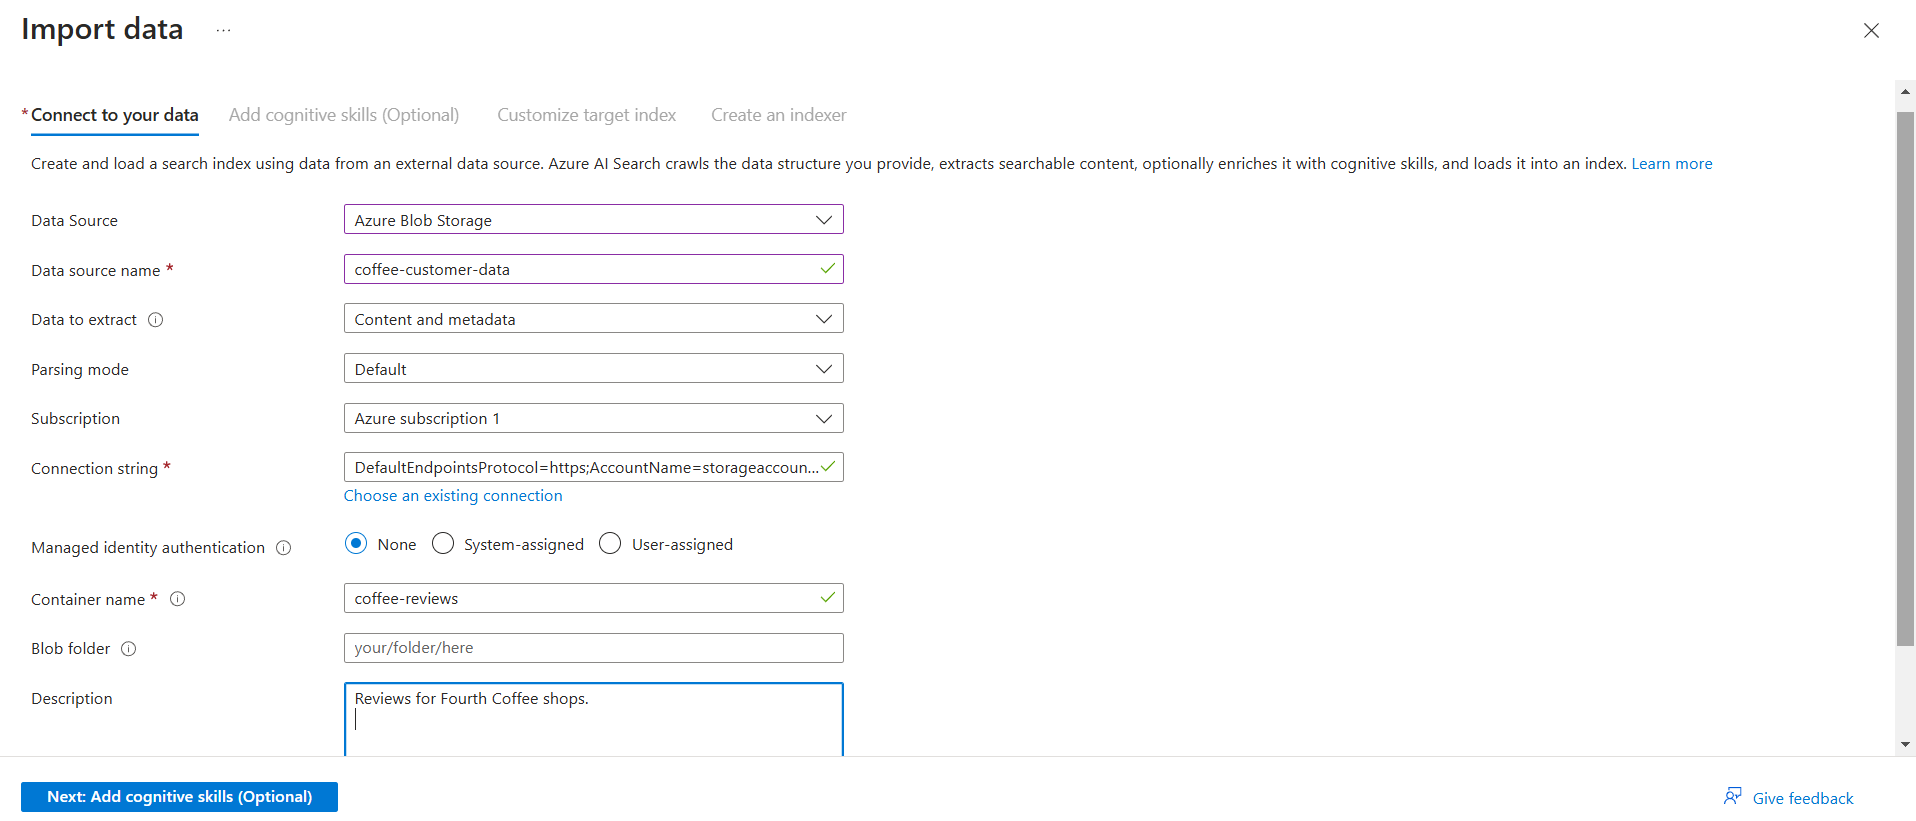 Import data ...
* Connect to your data Add cognitive skills (Optional) Customize target index Create an indexer
Create and load a search index using data from an external data source. Azure AI Search crawls the data structure you provide, extracts searchable content, optionally enriches it with cognitive skills, and loads it into an index. Learn more
Data Source Azure Blob Storage
Data source name * coffee-customer-data
Data to extract Content and metadata
Parsing mode Default
Subscription Azure subscription 1
Connection string * DefaultEndpointsProtocol=https;AccountName=storageaccoun...
Choose an existing connection
Managed identity authentication None System-assigned User-assigned
Container name * coffee-reviews
Blob folder your/folder/here
Description Reviews for Fourth Coffee shops.
Next: Add cognitive skills (Optional) Give feedback